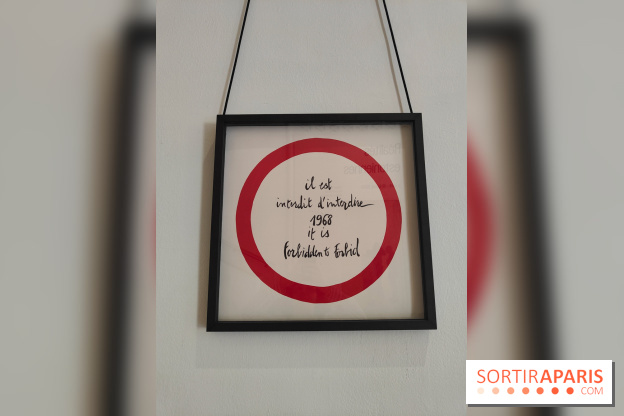 il est
interdit d'interdire
1968
it is
forbidden to forbid
SORTIRAPARIS
.COM